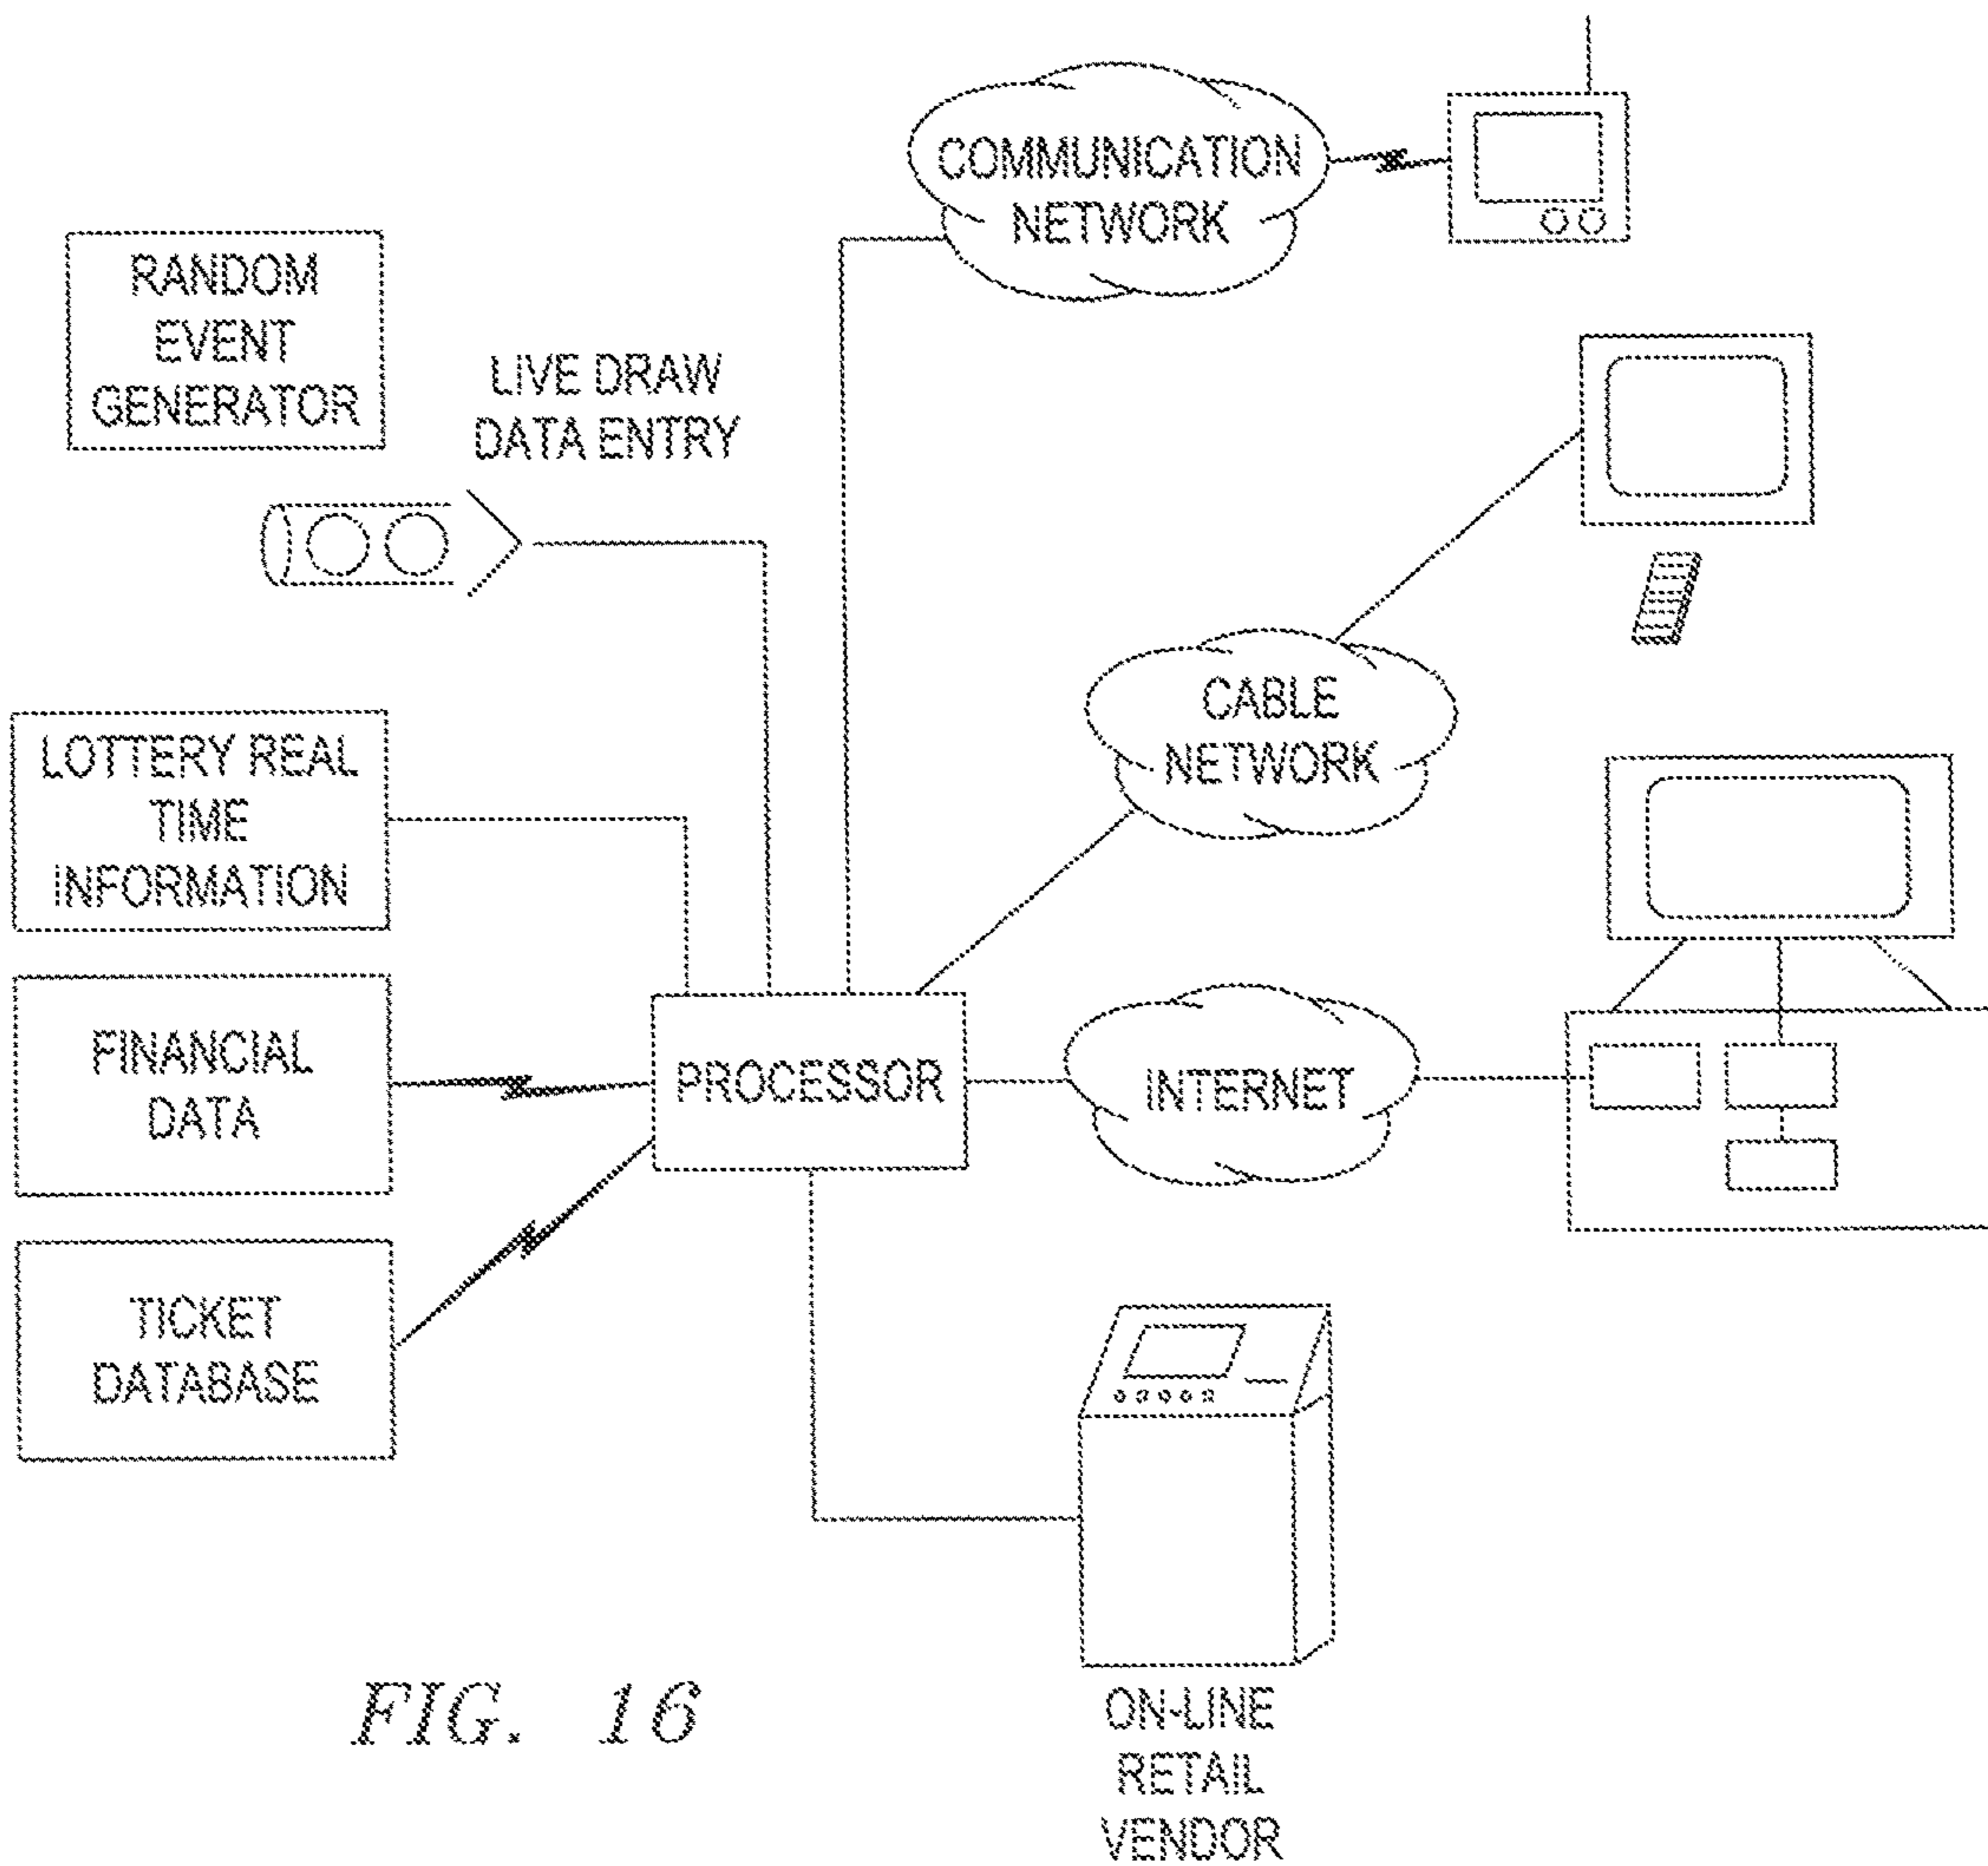 COMMUNICATION
NETWORK
RANDOM
EVENT
GENERATOR
LIVE DRAW
DATA ENTRY
CABLE
NETWORK
LOTTERY REAL
TIME
INFORMATION
FINANCIAL
DATA
PROCESSOR
INTERNET
TICKET
DATABASE
ON-LINE
RETAIL
VENDOR
FIG. 16